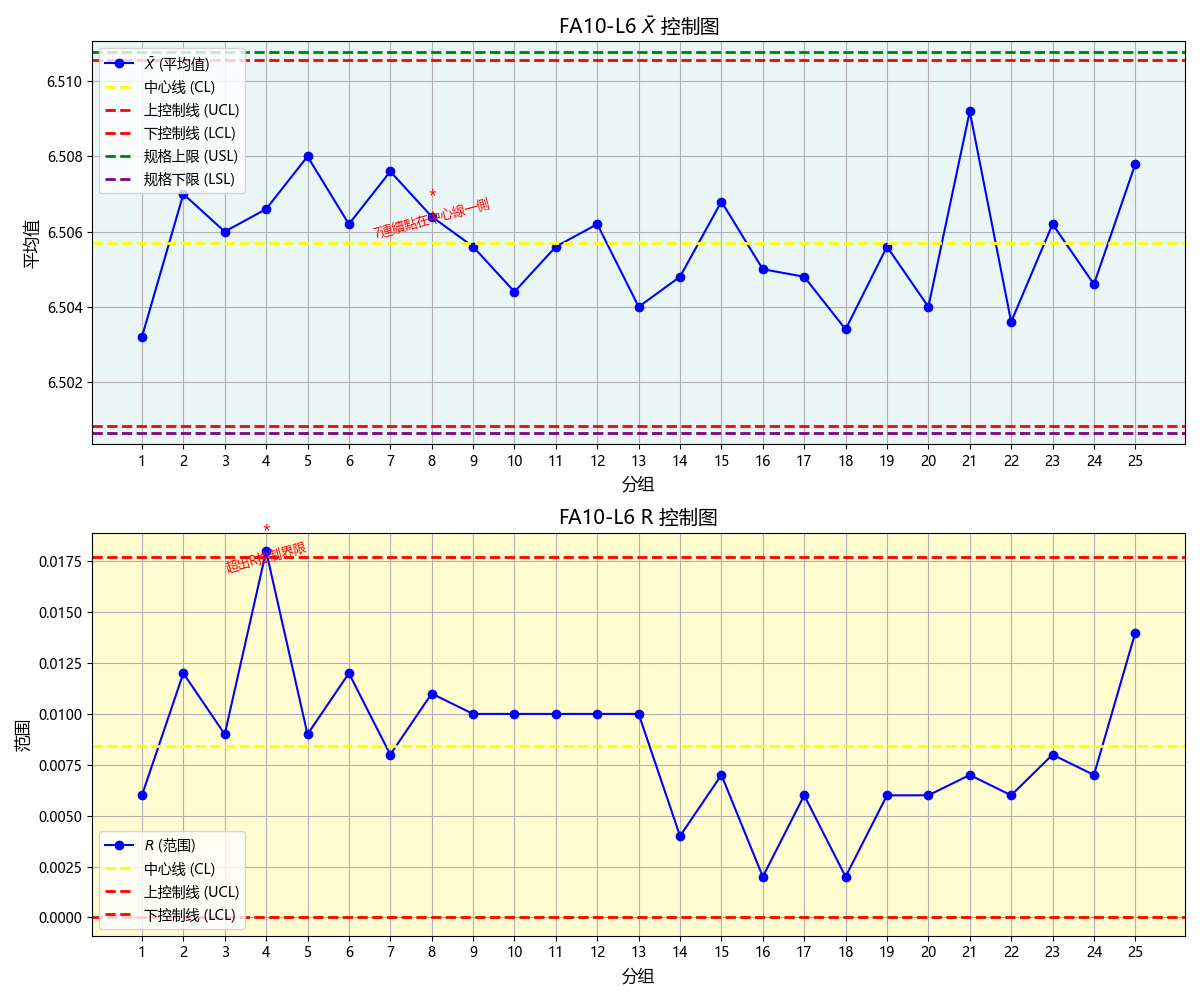 FA10-L6 X̄ 控制图
6.510
6.508
6.506
6.504
6.502
平均值
X̄ (平均值)
中心线 (CL)
上控制线 (UCL)
下控制线 (LCL)
规格上限 (USL)
规格下限 (LSL)
*
7連續點在中心線一側
1 2 3 4 5 6 7 8 9 10 11 12 13 14 15 16 17 18 19 20 21 22 23 24 25
分组
FA10-L6 R 控制图
*
超出R控制界限
0.0175
0.0150
0.0125
0.0100
0.0075
0.0050
0.0025
0.0000
范围
R (范围)
中心线 (CL)
上控制线 (UCL)
下控制线 (LCL)
1 2 3 4 5 6 7 8 9 10 11 12 13 14 15 16 17 18 19 20 21 22 23 24 25
分组